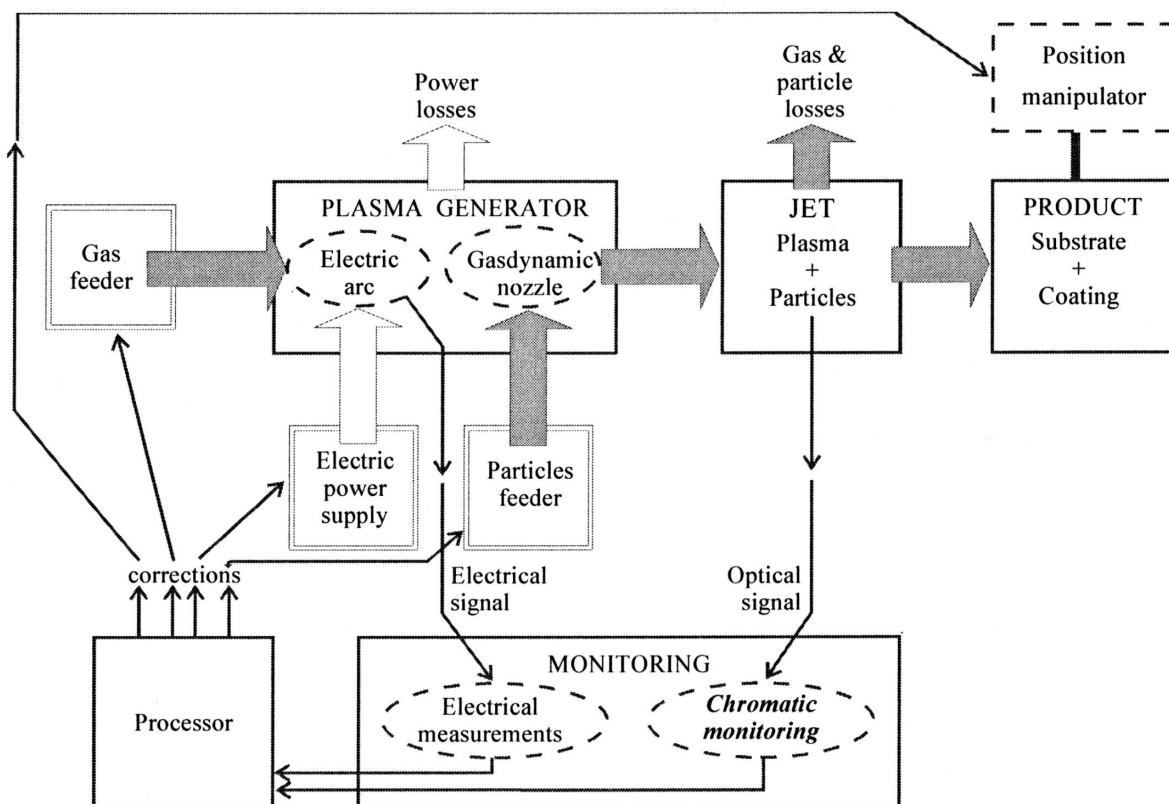 Power
losses
Gas &
particle
losses
Position
manipulator
Gas
feeder
PLASMA GENERATOR
Electric
arc
Gasdynamic
nozzle
JET
Plasma
+
Particles
PRODUCT
Substrate
+
Coating
Electric
power
supply
Particles
feeder
corrections
Electrical
signal
Optical
signal
Processor
MONITORING
Electrical
measurements
Chromatic
monitoring